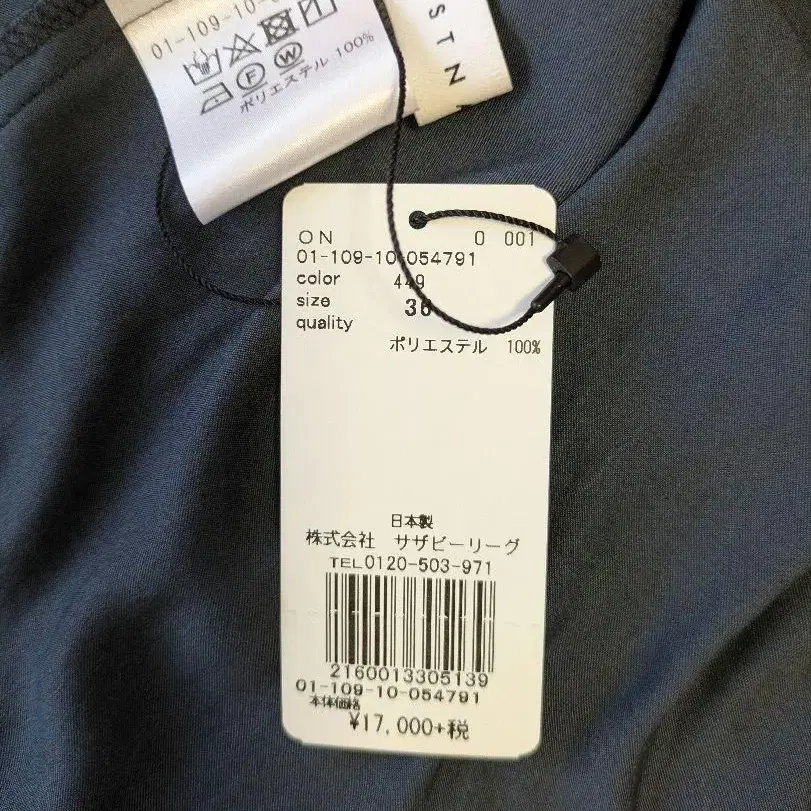 01-109-10-
ポリエステル 100%
STN
ON 0 001
01-109-10-054791
color 449
size 36
quality
ポリエステル 100%
日本製
株式会社 サザビーリーグ
TEL0120-503-971
2160013305139
01-109-10-054791
本体価格
¥17,000+税